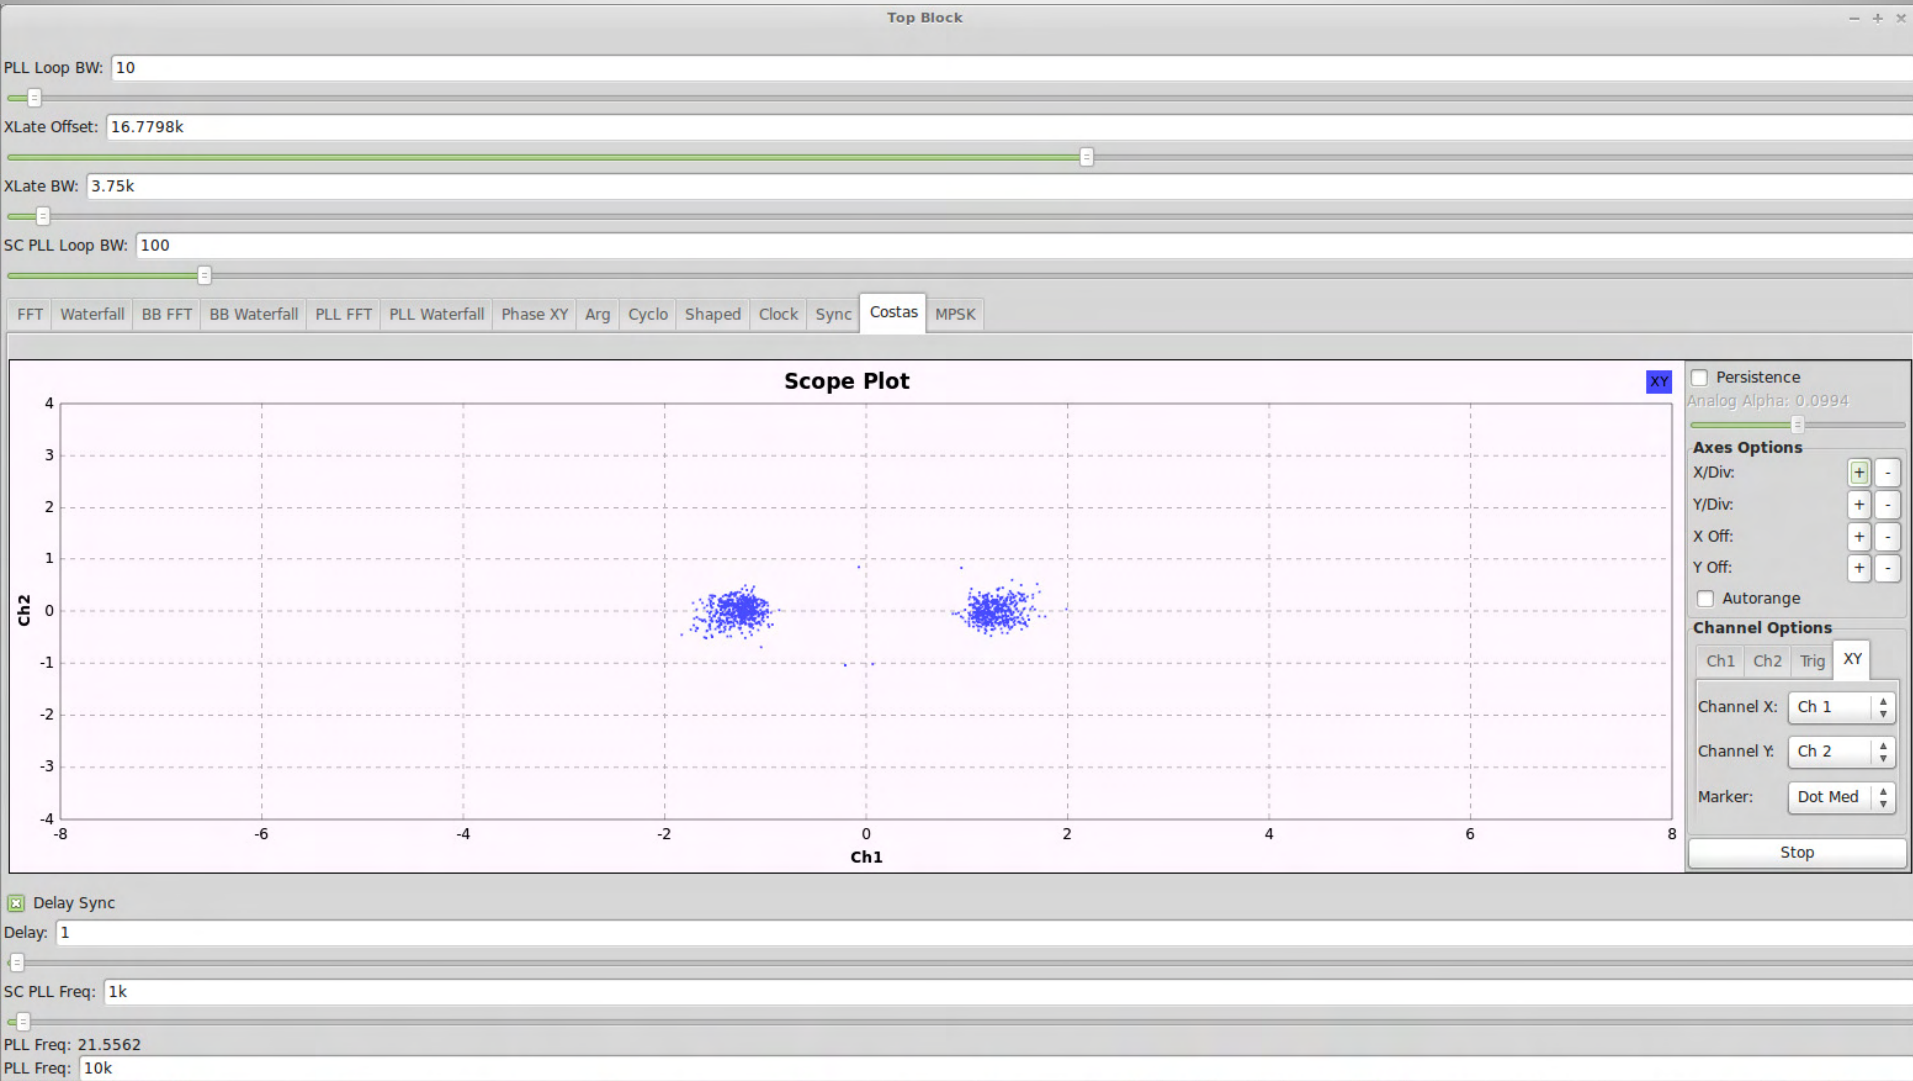 Top Block
PLL Loop BW: 10
XLate Offset: 16.7798k
XLate BW: 3.75k
SC PLL Loop BW: 100
FFT Waterfall BB FFT BB Waterfall PLL FFT PLL Waterfall Phase XY Arg Cyclo Shaped Clock Sync Costas MPSK
Scope Plot
XY
4
3
2
1
0
-1
-2
-3
-4
Ch2
-8 -6 -4 -2 0 2 4 6 8
Ch1
Persistence
Analog Alpha: 0.0994
Axes Options
X/Div: + -
Y/Div: + -
X Off: + -
Y Off: + -
Autorange
Channel Options
Ch1 Ch2 Trig XY
Channel X: Ch 1
Channel Y: Ch 2
Marker: Dot Med
Stop
Delay Sync
Delay: 1
SC PLL Freq: 1k
PLL Freq: 21.5562
PLL Freq: 10k